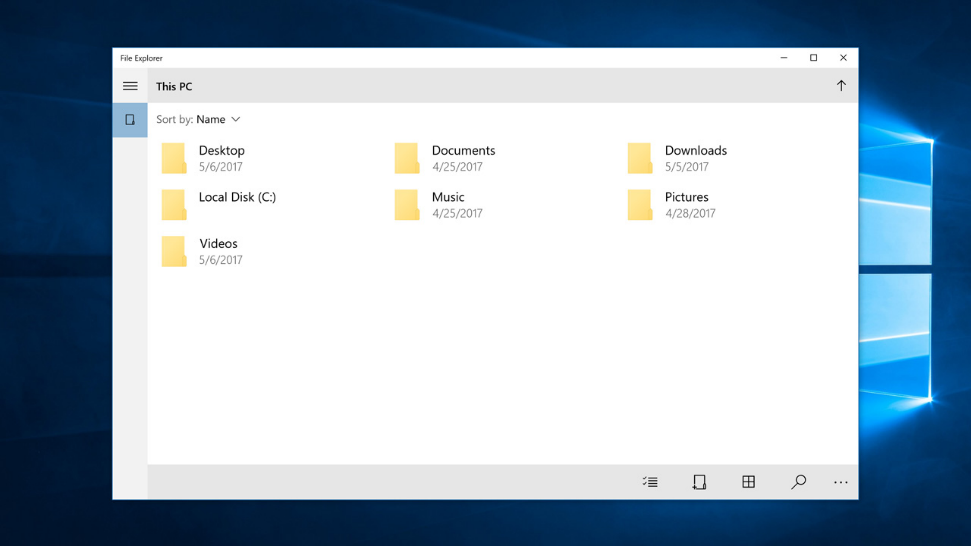 File Explorer
This PC
Sort by: Name
Desktop
5/6/2017
Documents
4/25/2017
Downloads
5/5/2017
Local Disk (C:)
Music
4/25/2017
Pictures
4/28/2017
Videos
5/6/2017